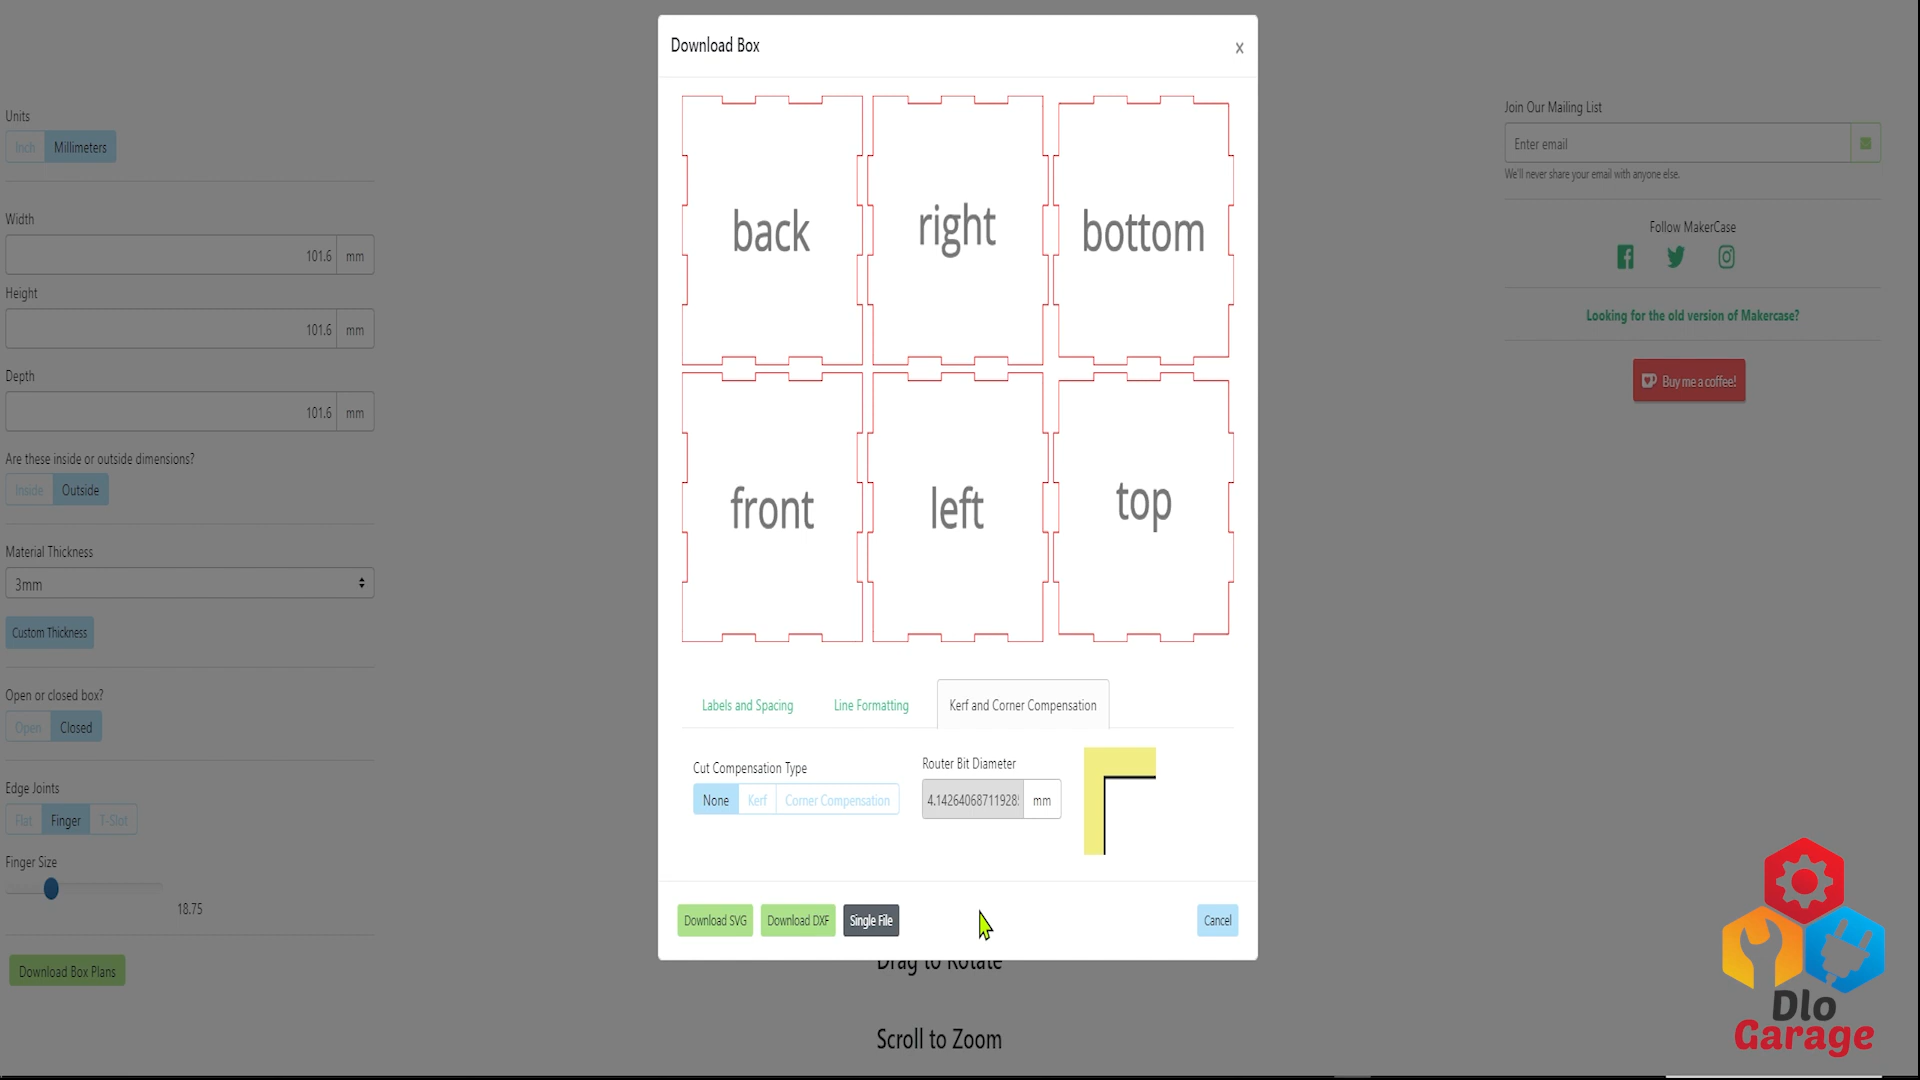 Download Box
x
Units
Inch Millimeters
Width
101.6 mm
Height
101.6 mm
Depth
101.6 mm
Are these inside or outside dimensions?
Inside Outside
Material Thickness
3mm
Custom Thickness
Open or closed box?
Open Closed
Edge Joints
Flat Finger T-Slot
Finger Size
18.75
Download Box Plans
back right bottom
front left top
Labels and Spacing Line Formatting Kerf and Corner Compensation
Cut Compensation Type
None Kerf Corner Compensation
Router Bit Diameter
4.1426406871192 mm
Download SVG Download DXF Single File Cancel
Drag to Rotate
Scroll to Zoom
Join Our Mailing List
Enter email
We'll never share your email with anyone else.
Follow MakerCase
Looking for the old version of Makercase?
Buy me a coffee!
Dlo
Garage